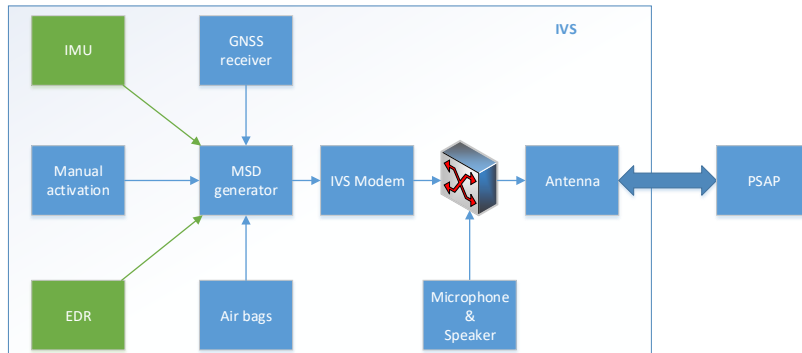 IVS
IMU
GNSS
receiver
Manual
activation
MSD
generator
IVS Modem
Antenna
PSAP
EDR
Air bags
Microphone
&
Speaker